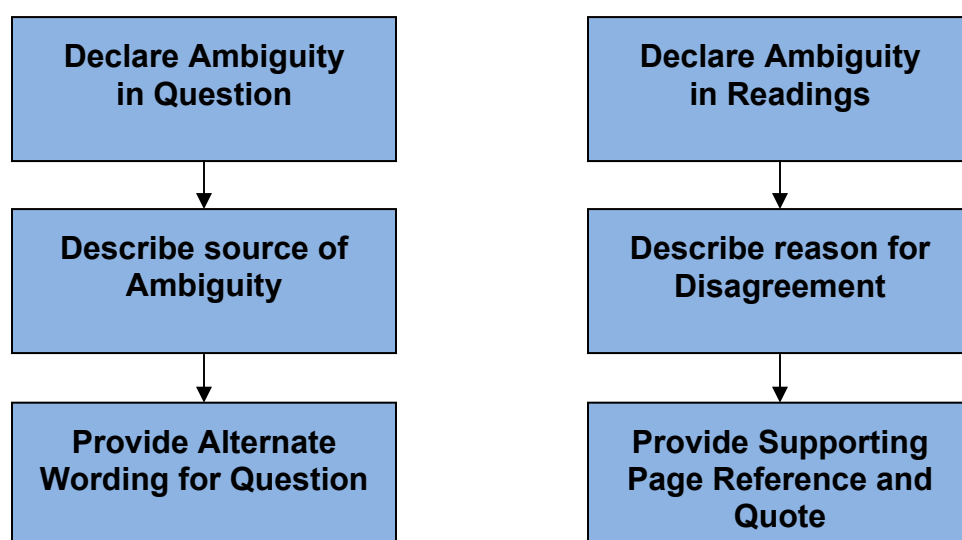 Declare Ambiguity
in Question
Describe source of
Ambiguity
Provide Alternate
Wording for Question
Declare Ambiguity
in Readings
Describe reason for
Disagreement
Provide Supporting
Page Reference and
Quote